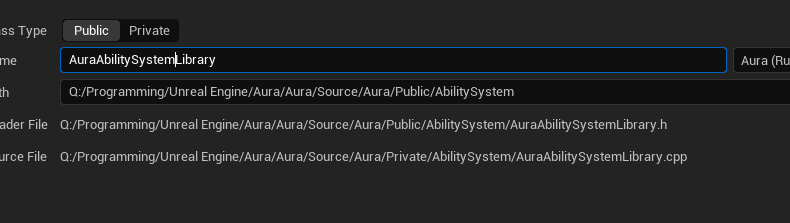 ass Type Public Private
me AuraAbilitySystemLibrary Aura (Ru
th Q:/Programming/Unreal Engine/Aura/Aura/Source/Aura/Public/AbilitySystem
ader File Q:/Programming/Unreal Engine/Aura/Aura/Source/Aura/Public/AbilitySystem/AuraAbilitySystemLibrary.h
urce File Q:/Programming/Unreal Engine/Aura/Aura/Source/Aura/Private/AbilitySystem/AuraAbilitySystemLibrary.cpp